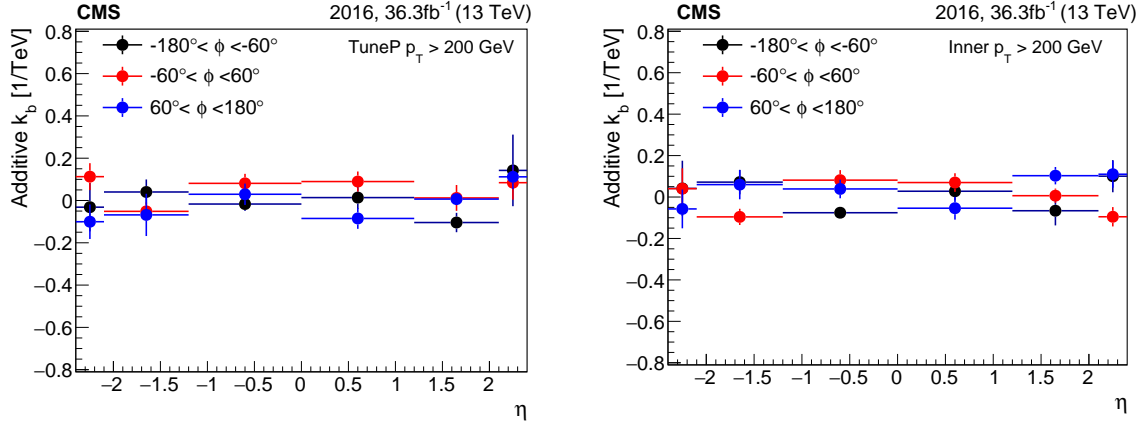 CMS 2016, 36.3fb⁻¹ (13 TeV)
-180°< ϕ <-60°
TuneP p_T > 200 GeV
-60°< ϕ <60°
60°< ϕ <180°
Additive k_b [1/TeV]
0.8
0.6
0.4
0.2
0
−0.2
−0.4
−0.6
−0.8
−2 −1.5 −1 −0.5 0 0.5 1 1.5 2
η
CMS 2016, 36.3fb⁻¹ (13 TeV)
-180°< ϕ <-60°
Inner p_T > 200 GeV
-60°< ϕ <60°
60°< ϕ <180°
Additive k_b [1/TeV]
0.8
0.6
0.4
0.2
0
−0.2
−0.4
−0.6
−0.8
−2 −1.5 −1 −0.5 0 0.5 1 1.5 2
η